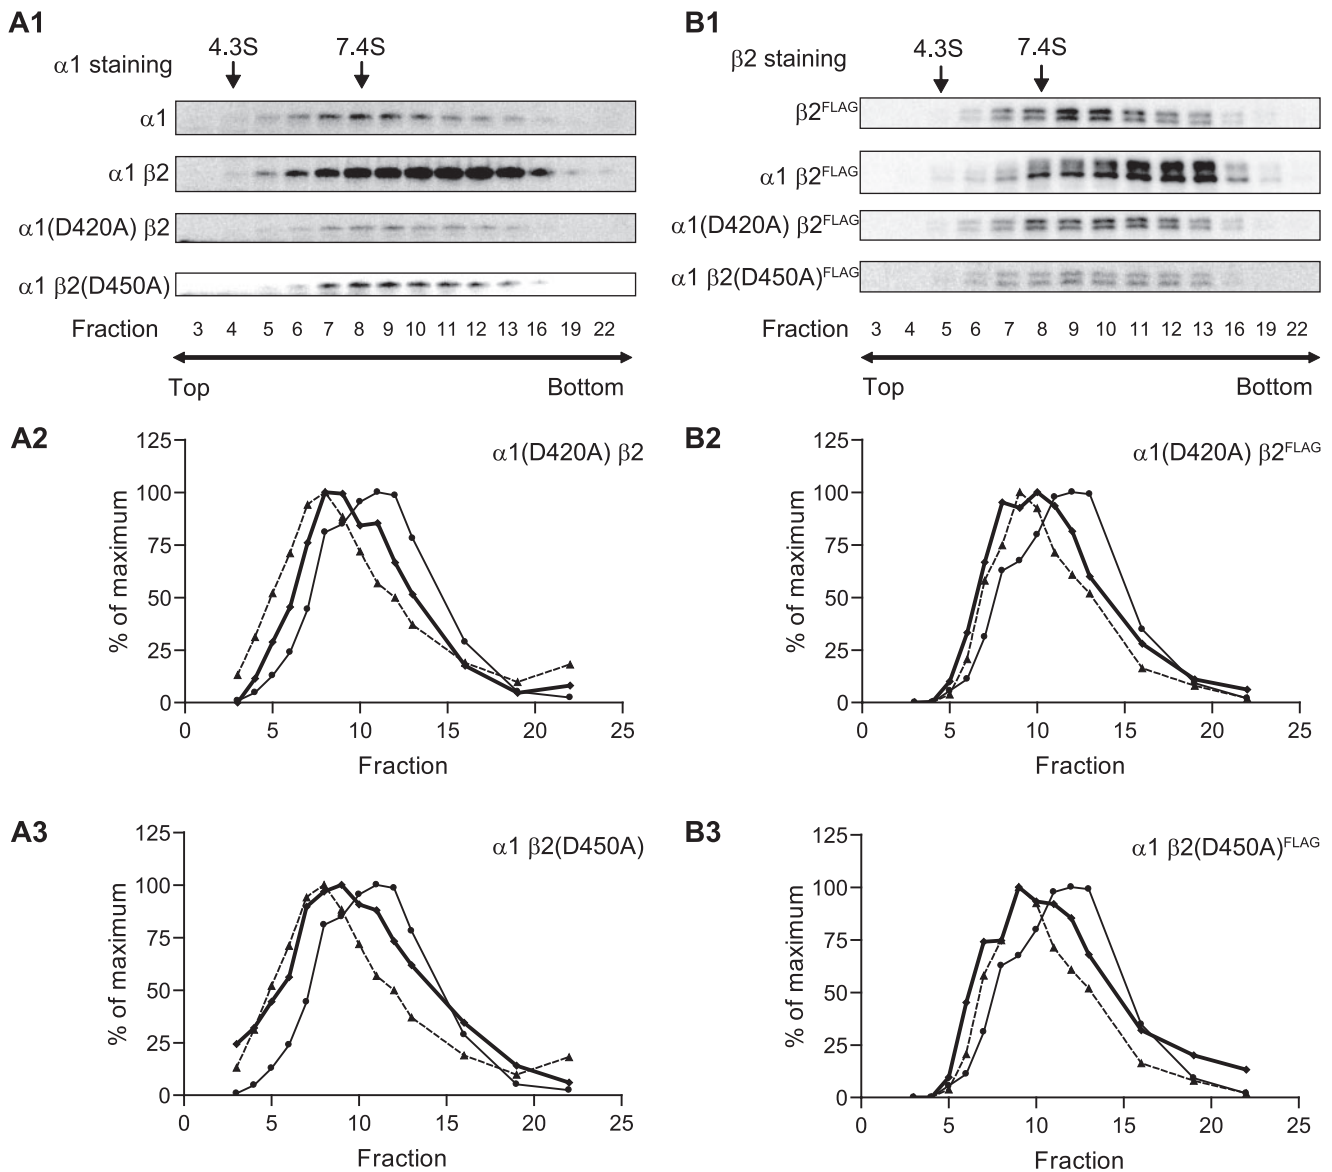 A1
4.3S 7.4S
α1 staining
α1
α1 β2
α1(D420A) β2
α1 β2(D450A)
Fraction 3 4 5 6 7 8 9 10 11 12 13 16 19 22
Top Bottom
B1
4.3S 7.4S
β2 staining
β2FLAG
α1 β2FLAG
α1(D420A) β2FLAG
α1 β2(D450A)FLAG
Fraction 3 4 5 6 7 8 9 10 11 12 13 16 19 22
Top Bottom
A2
α1(D420A) β2
% of maximum
125
100
75
50
25
0
0 5 10 15 20 25
Fraction
B2
α1(D420A) β2FLAG
% of maximum
125
100
75
50
25
0
0 5 10 15 20 25
Fraction
A3
α1 β2(D450A)
% of maximum
125
100
75
50
25
0
0 5 10 15 20 25
Fraction
B3
α1 β2(D450A)FLAG
% of maximum
125
100
75
50
25
0
0 5 10 15 20 25
Fraction